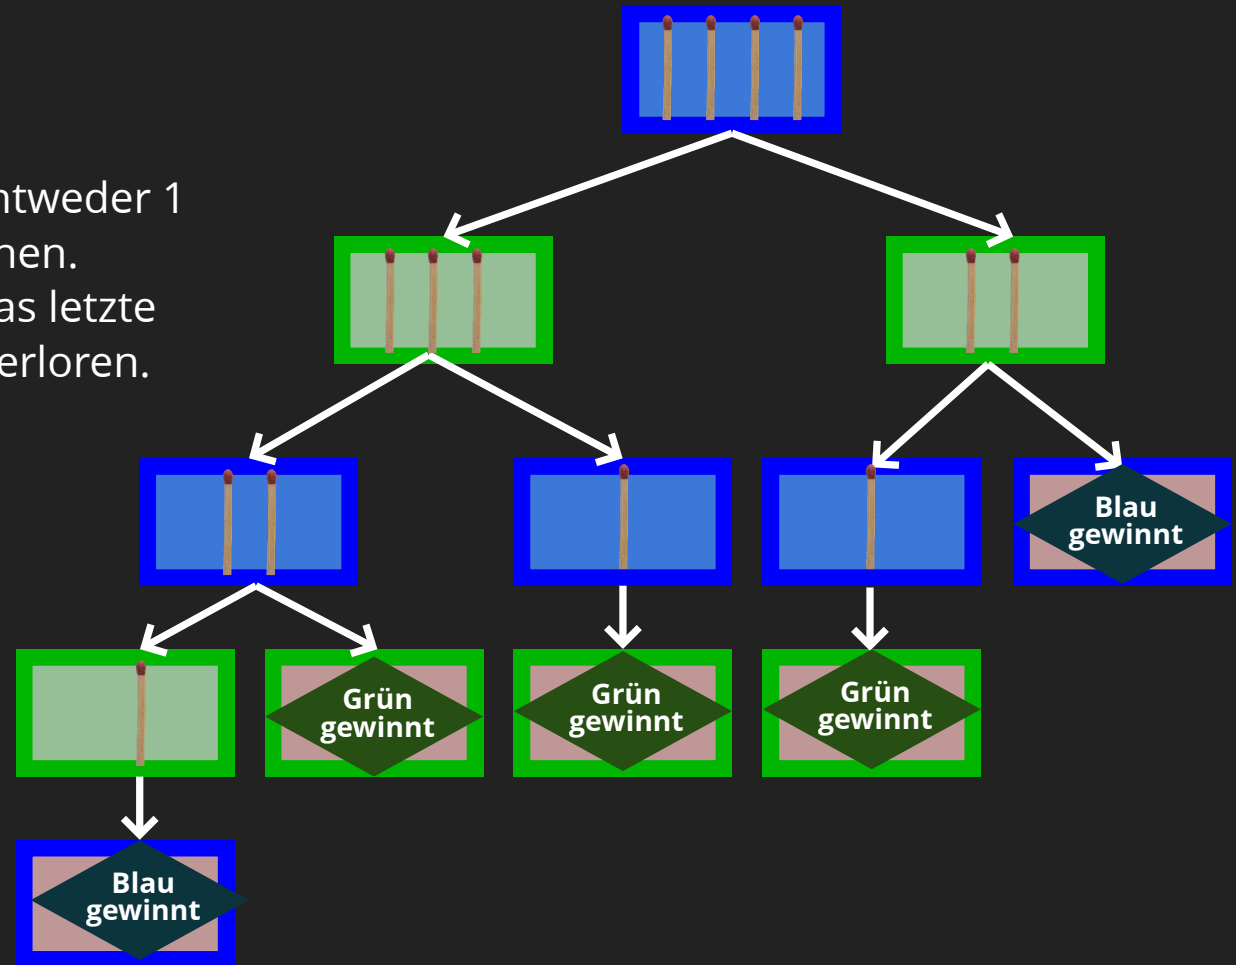 ntweder 1
nen.
as letzte
erloren.
Blau
gewinnt
Grün
gewinnt
Grün
gewinnt
Grün
gewinnt
Blau
gewinnt